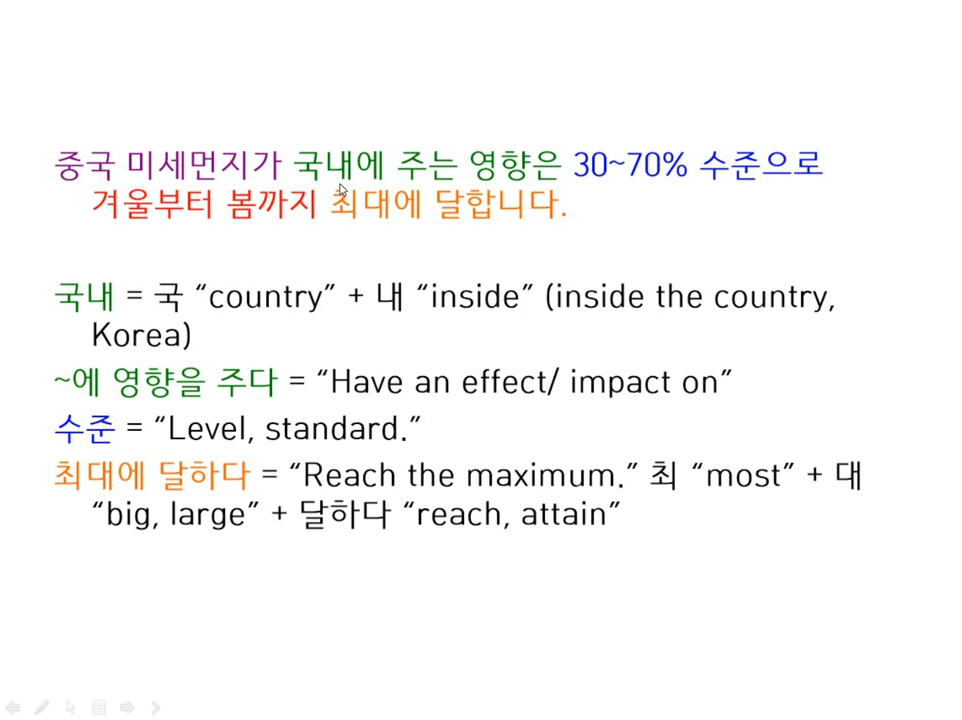 중국 미세먼지가 국내에 주는 영향은 30~70% 수준으로
겨울부터 봄까지 최대에 달합니다.
국내 = 국 “country” + 내 “inside” (inside the country,
Korea)
~에 영향을 주다 = “Have an effect/ impact on”
수준 = “Level, standard.”
최대에 달하다 = “Reach the maximum.” 최 “most” + 대
“big, large” + 달하다 “reach, attain”